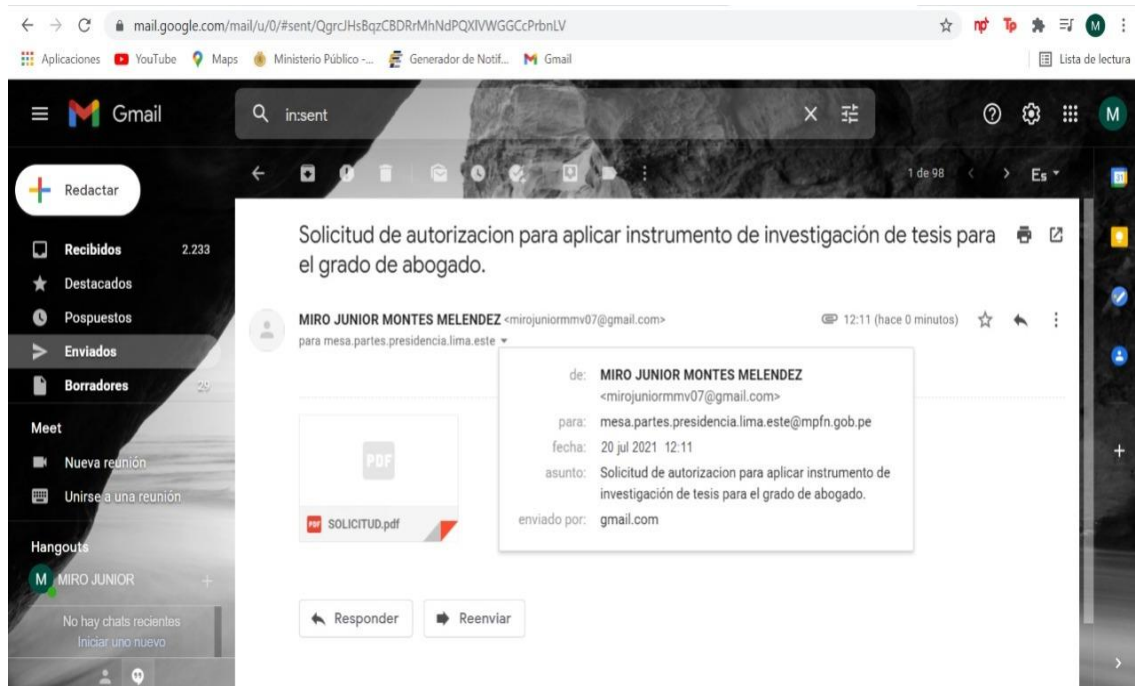 mail.google.com/mail/u/0/#sent/QgrcJHsBqzCBDRrMhNdPQXlVWGGCcPrbnLV
Tp M
Aplicaciones YouTube Maps Ministerio Público -... Generador de Notif... Gmail Lista de lectura
Gmail in:sent M
Redactar 1 de 98 Es
Solicitud de autorizacion para aplicar instrumento de investigación de tesis para
el grado de abogado.
Recibidos 2.233
Destacados
Pospuestos
Enviados
Borradores 29
Meet
Nueva reunión
Unirse a una reunión
Hangouts
M MIRO JUNIOR
No hay chats recientes
Iniciar uno nuevo
MIRO JUNIOR MONTES MELENDEZ <mirojuniormmv07@gmail.com> 12:11 (hace 0 minutos)
para mesa.partes.presidencia.lima.este
de: MIRO JUNIOR MONTES MELENDEZ
<mirojuniormmv07@gmail.com>
para: mesa.partes.presidencia.lima.este@mpfn.gob.pe
fecha: 20 jul 2021 12:11
asunto: Solicitud de autorizacion para aplicar instrumento de
investigación de tesis para el grado de abogado.
enviado por: gmail.com
PDF
PDF SOLICITUD.pdf
Responder Reenviar